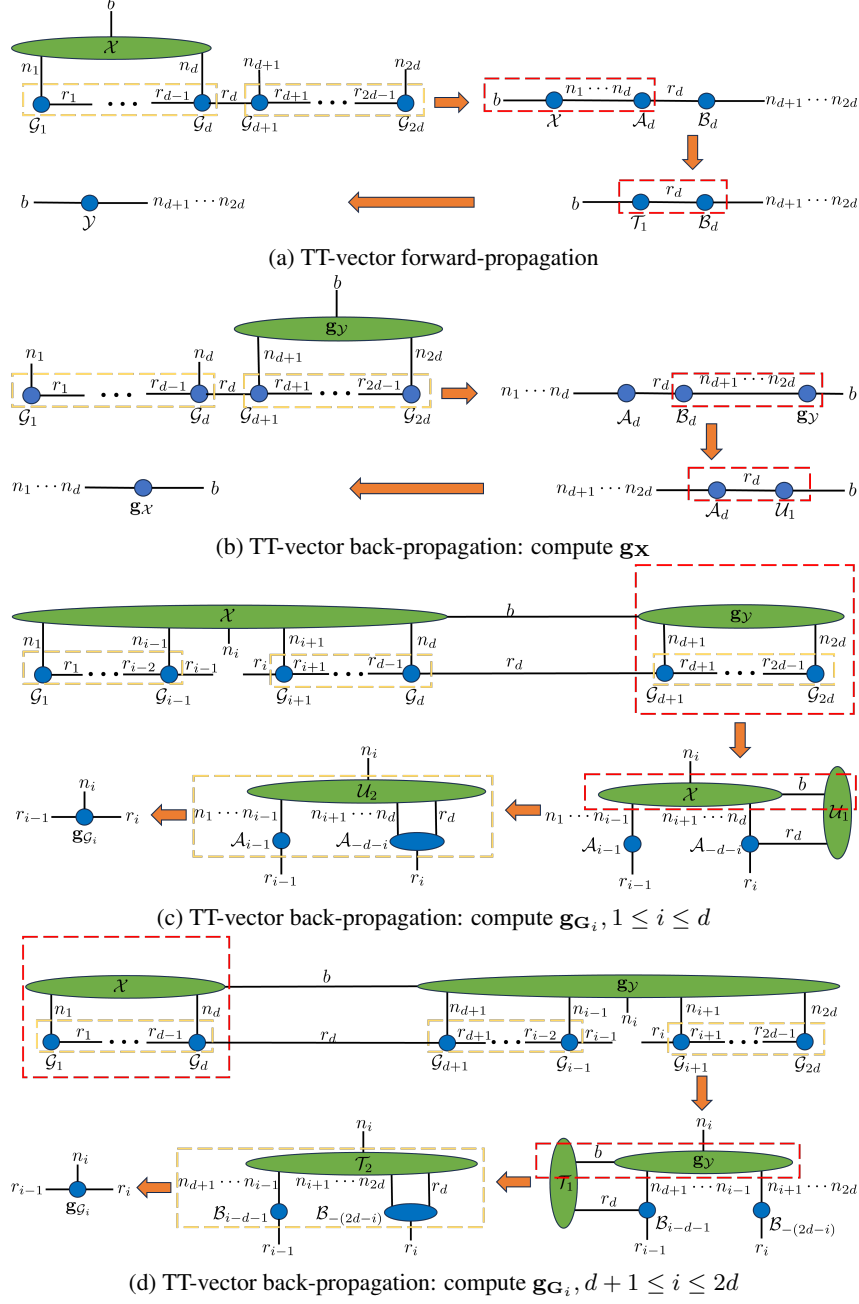 b
𝒳
n_1 n_d n_{d+1} n_{2d}
r_1 ··· r_{d-1} r_d r_{d+1} ··· r_{2d-1}
𝒢_1 𝒢_d 𝒢_{d+1} 𝒢_{2d}
b n_1 ··· n_d r_d n_{d+1} ··· n_{2d}
𝒳 𝒜_d ℬ_d
b n_{d+1} ··· n_{2d}
𝒴
b r_d n_{d+1} ··· n_{2d}
𝒯_1 ℬ_d
(a) TT-vector forward-propagation
b
g_𝒴
n_1 n_d n_{d+1} n_{2d}
r_1 ··· r_{d-1} r_d r_{d+1} ··· r_{2d-1}
𝒢_1 𝒢_d 𝒢_{d+1} 𝒢_{2d}
n_1 ··· n_d r_d n_{d+1} ··· n_{2d} b
𝒜_d ℬ_d g_𝒴
n_1 ··· n_d b
g_𝒳
n_{d+1} ··· n_{2d} r_d b
𝒜_d 𝒰_1
(b) TT-vector back-propagation: compute g_X
𝒳 b g_𝒴
n_1 n_{i-1} n_i n_{i+1} n_d n_{d+1} n_{2d}
r_1 ··· r_{i-2} r_{i-1} r_i r_{i+1} ··· r_{d-1} r_d r_{d+1} ··· r_{2d-1}
𝒢_1 𝒢_{i-1} 𝒢_{i+1} 𝒢_d 𝒢_{d+1} 𝒢_{2d}
n_i
r_{i-1} r_i
g_{𝒢_i}
n_i
𝒰_2
n_1 ··· n_{i-1} n_{i+1} ··· n_d r_d
𝒜_{i-1} 𝒜_{-d-i}
r_{i-1} r_i
n_i
𝒳 b 𝒰_1
n_1 ··· n_{i-1} n_{i+1} ··· n_d
r_d
𝒜_{i-1} 𝒜_{-d-i}
r_{i-1} r_i
(c) TT-vector back-propagation: compute g_{G_i}, 1 ≤ i ≤ d
𝒳 b g_𝒴
n_1 n_d n_{d+1} n_{i-1} n_i n_{i+1} n_{2d}
r_1 ··· r_{d-1} r_d r_{d+1} ··· r_{i-2} r_{i-1} r_i r_{i+1} ··· r_{2d-1}
𝒢_1 𝒢_d 𝒢_{d+1} 𝒢_{i-1} 𝒢_{i+1} 𝒢_{2d}
n_i
r_{i-1} r_i
g_{𝒢_i}
n_i
𝒯_2
n_{d+1} ··· n_{i-1} n_{i+1} ··· n_{2d} r_d
ℬ_{i-d-1} ℬ_{-(2d-i)}
r_{i-1} r_i
n_i
𝒯_1 b g_𝒴
r_d n_{d+1} ··· n_{i-1} n_{i+1} ··· n_{2d}
ℬ_{i-d-1} ℬ_{-(2d-i)}
r_{i-1} r_i
(d) TT-vector back-propagation: compute g_{G_i}, d + 1 ≤ i ≤ 2d